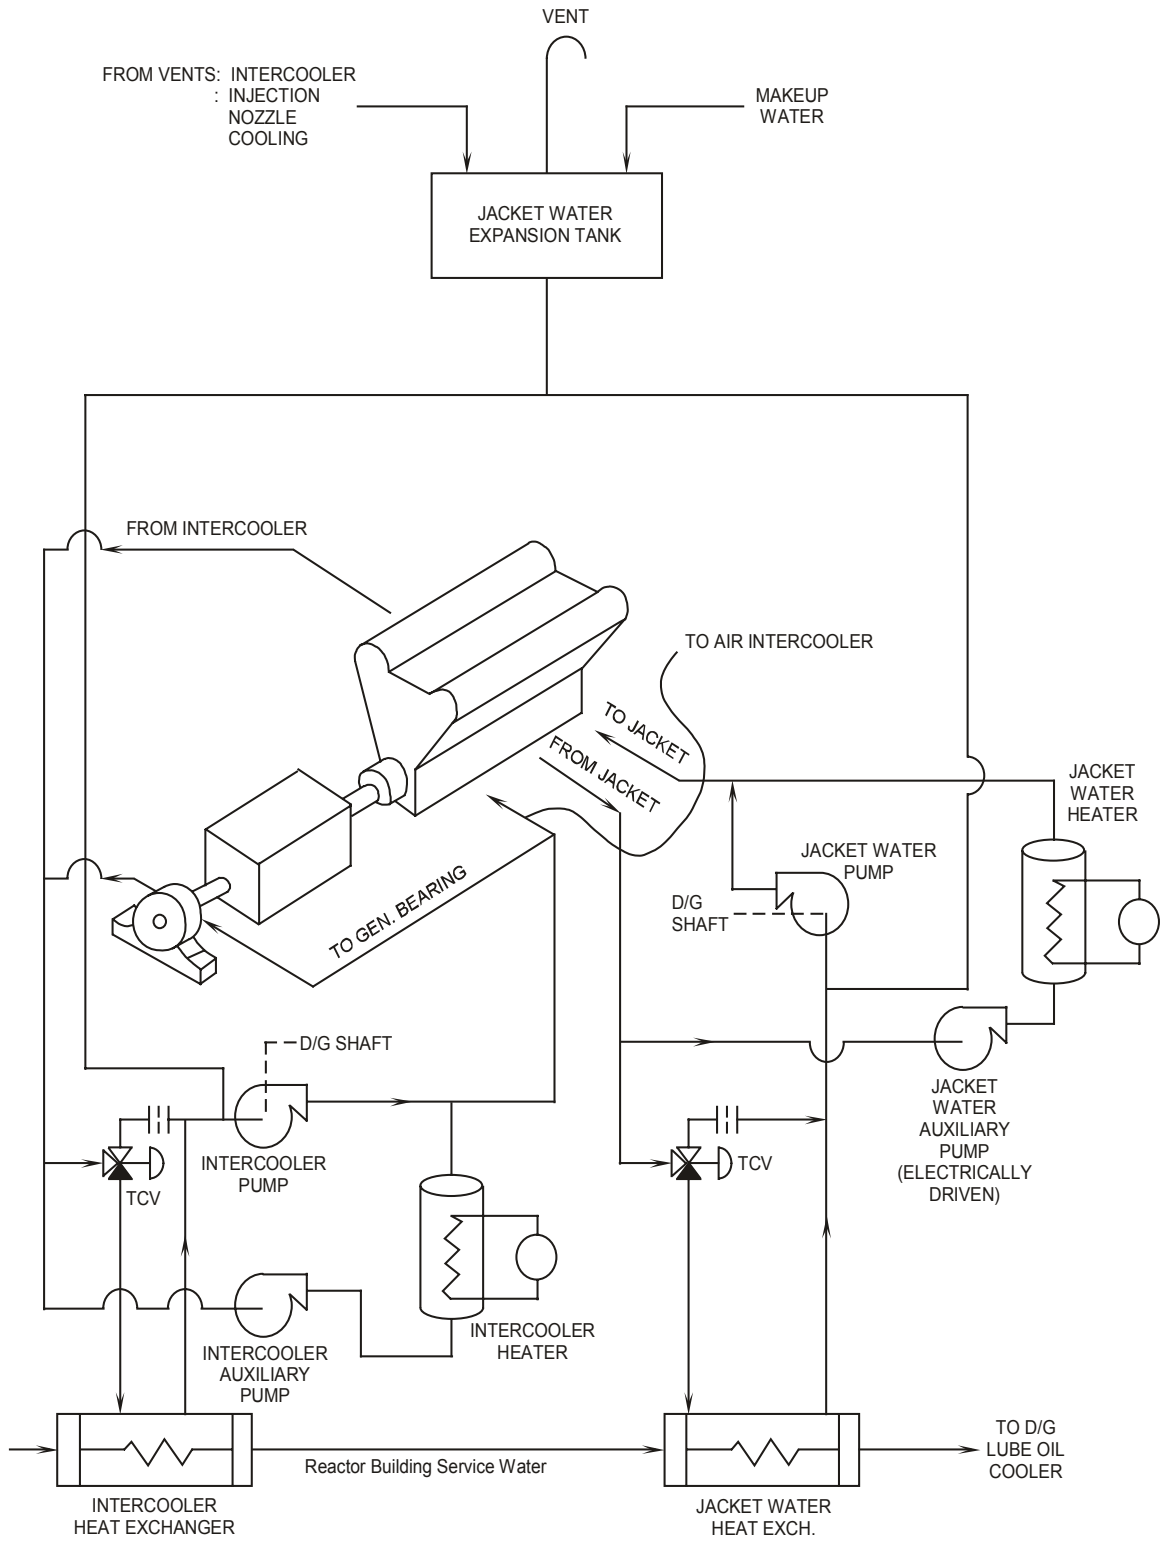 VENT
FROM VENTS: INTERCOOLER
: INJECTION
NOZZLE
COOLING
MAKEUP
WATER
JACKET WATER
EXPANSION TANK
FROM INTERCOOLER
TO AIR INTERCOOLER
TO JACKET
FROM JACKET
JACKET
WATER
HEATER
JACKET WATER
PUMP
D/G
SHAFT
TO GEN. BEARING
D/G SHAFT
INTERCOOLER
PUMP
TCV
TCV
JACKET
WATER
AUXILIARY
PUMP
(ELECTRICALLY
DRIVEN)
INTERCOOLER
HEATER
INTERCOOLER
AUXILIARY
PUMP
Reactor Building Service Water
TO D/G
LUBE OIL
COOLER
INTERCOOLER
HEAT EXCHANGER
JACKET WATER
HEAT EXCH.